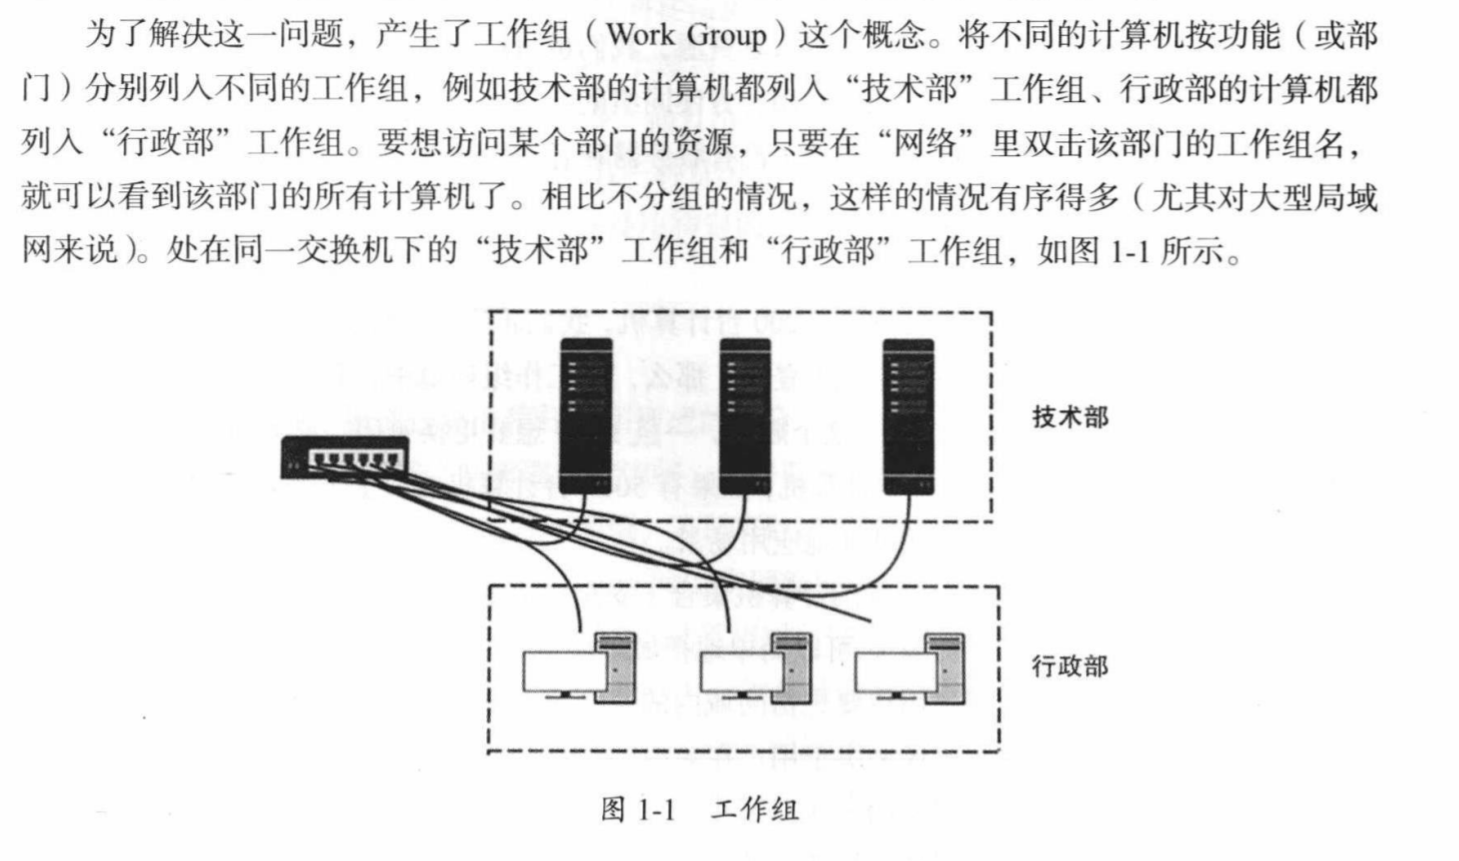 为了解决这一问题，产生了工作组（Work Group）这个概念。将不同的计算机按功能（或部
门）分别列入不同的工作组，例如技术部的计算机都列入“技术部”工作组、行政部的计算机都
列入“行政部”工作组。要想访问某个部门的资源，只要在“网络”里双击该部门的工作组名，
就可以看到该部门的所有计算机了。相比不分组的情况，这样的情况有序得多（尤其对大型局域
网来说）。处在同一交换机下的“技术部”工作组和“行政部”工作组，如图 1-1 所示。
技术部
行政部
图 1-1 工作组